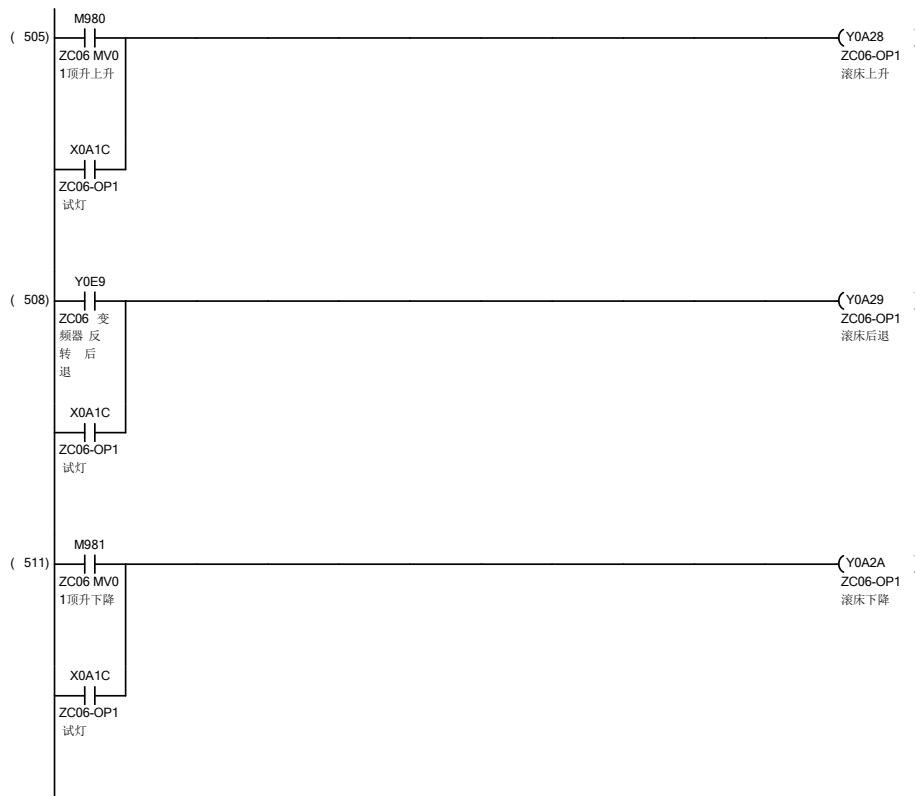 M980
( 505) Y0A28
ZC06 MV0 ZC06-OP1
1顶升上升 滚床上升
X0A1C
ZC06-OP1
试灯
Y0E9
( 508) Y0A29
ZC06 变 ZC06-OP1
频器 反 滚床后退
转 后
退
X0A1C
ZC06-OP1
试灯
M981
( 511) Y0A2A
ZC06 MV0 ZC06-OP1
1顶升下降 滚床下降
X0A1C
ZC06-OP1
试灯